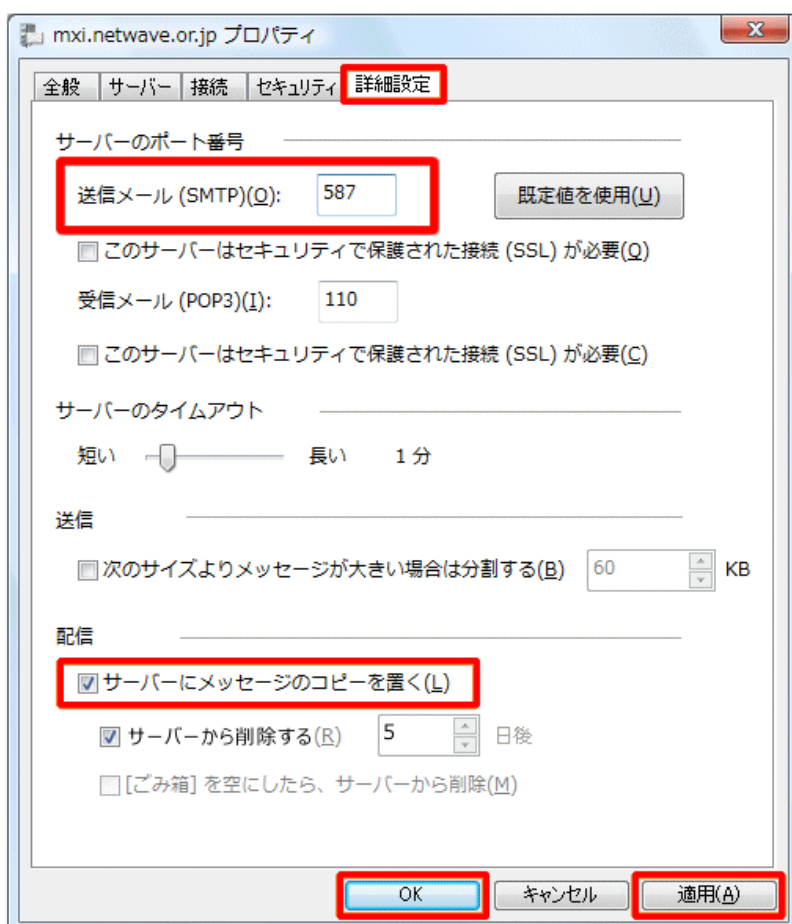 mxi.netwave.or.jp プロパティ
全般 サーバー 接続 セキュリティ 詳細設定
サーバーのポート番号
送信メール (SMTP)(O): 587 既定値を使用(U)
このサーバーはセキュリティで保護された接続 (SSL) が必要(Q)
受信メール (POP3)(I): 110
このサーバーはセキュリティで保護された接続 (SSL) が必要(C)
サーバーのタイムアウト
短い 長い 1 分
送信
次のサイズよりメッセージが大きい場合は分割する(B) 60 KB
配信
サーバーにメッセージのコピーを置く(L)
サーバーから削除する(R) 5 日後
[ごみ箱] を空にしたら、サーバーから削除(M)
OK キャンセル 適用(A)